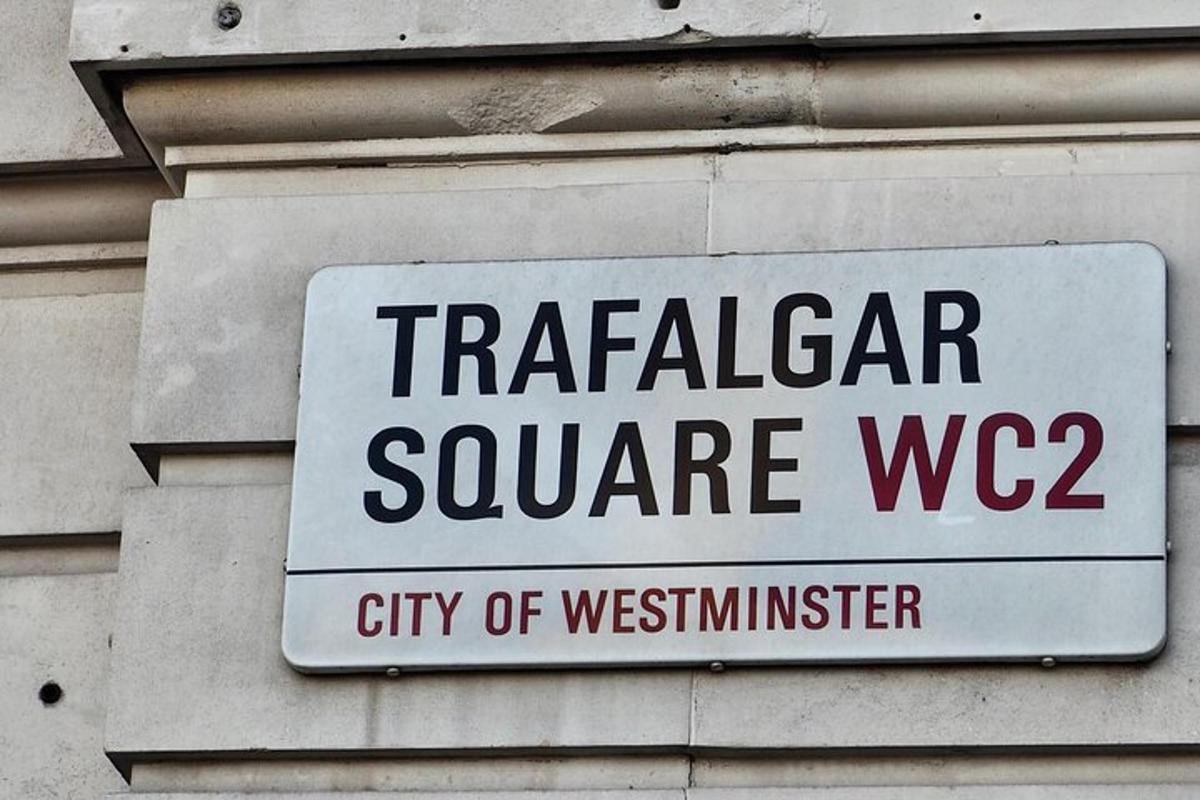 TRAFALGAR
SQUARE WC2
CITY OF WESTMINSTER